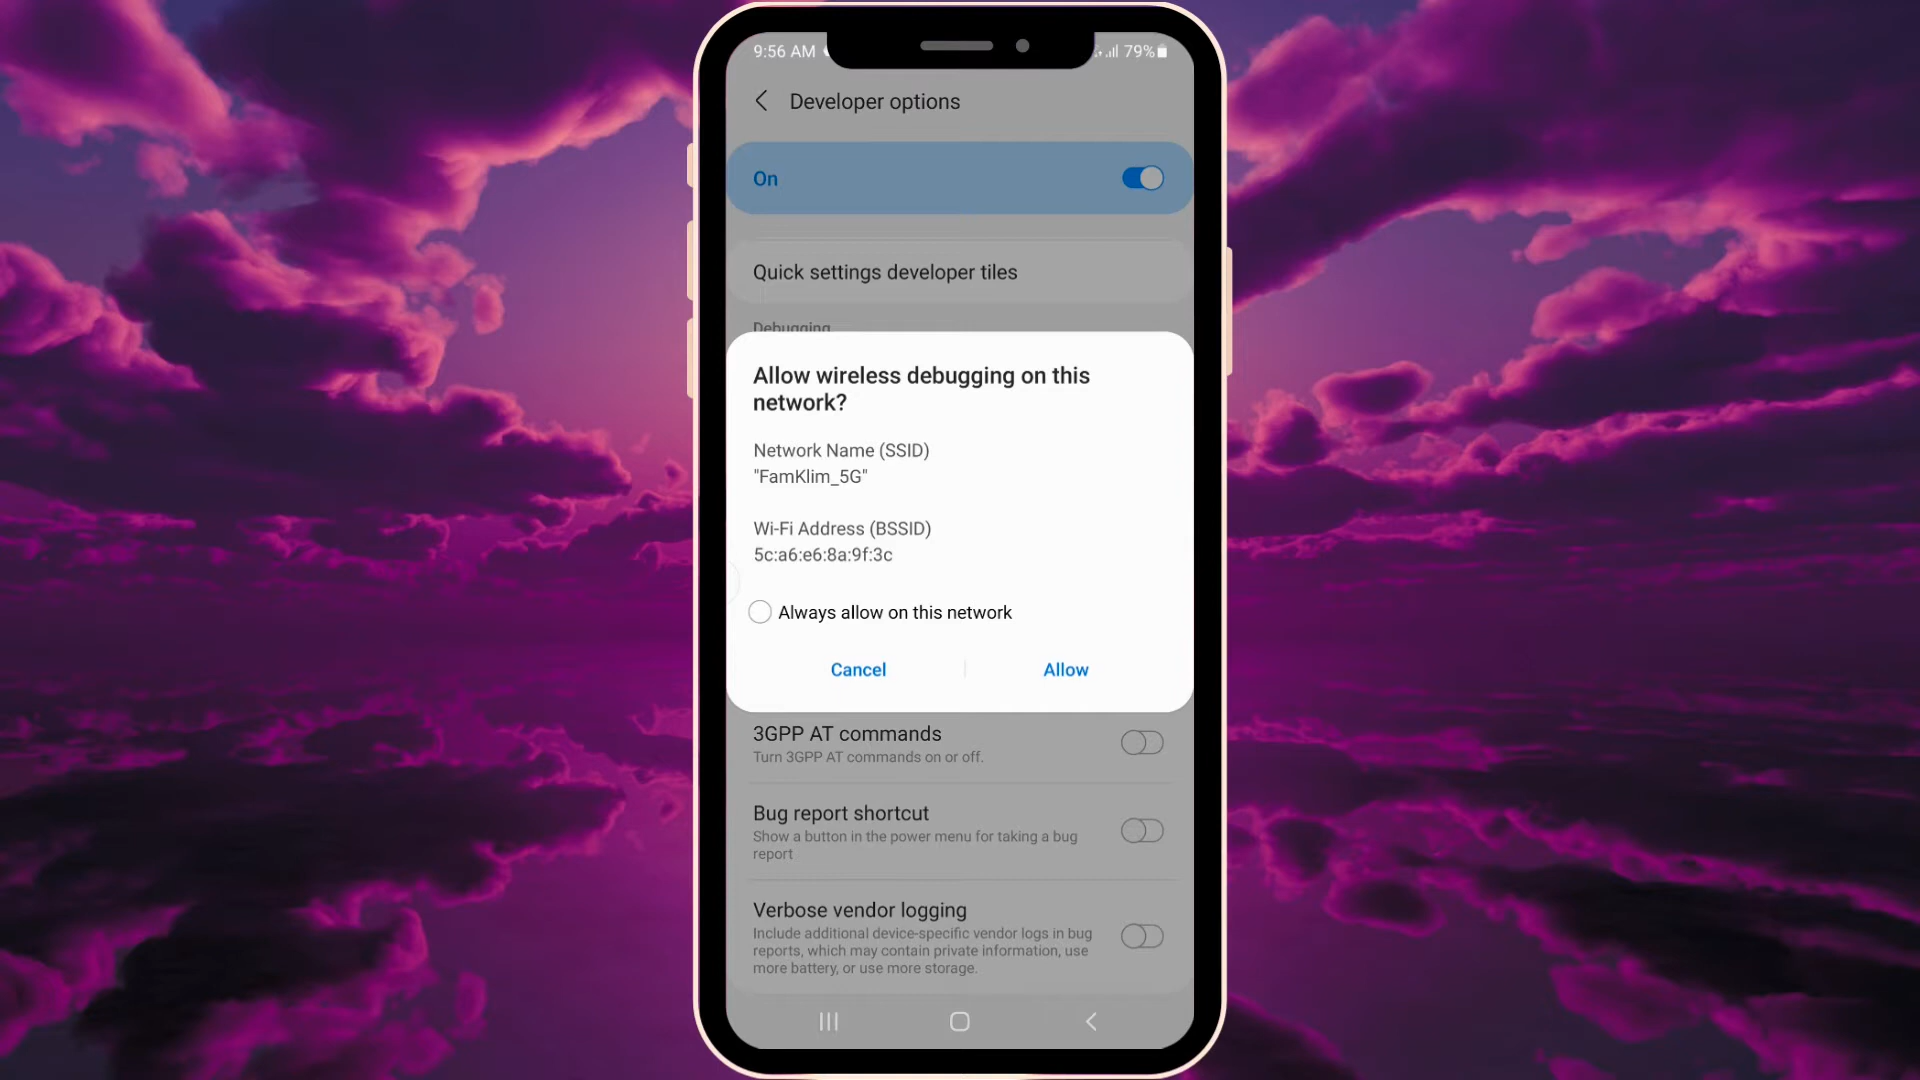 9:56 AM
79%
Developer options
On
Quick settings developer tiles
Debugging
Allow wireless debugging on this
network?
Network Name (SSID)
"FamKlim_5G"
Wi-Fi Address (BSSID)
5c:a6:e6:8a:9f:3c
Always allow on this network
Cancel
Allow
3GPP AT commands
Turn 3GPP AT commands on or off.
Bug report shortcut
Show a button in the power menu for taking a bug
report
Verbose vendor logging
Include additional device-specific vendor logs in bug
reports, which may contain private information, use
more battery, or use more storage.